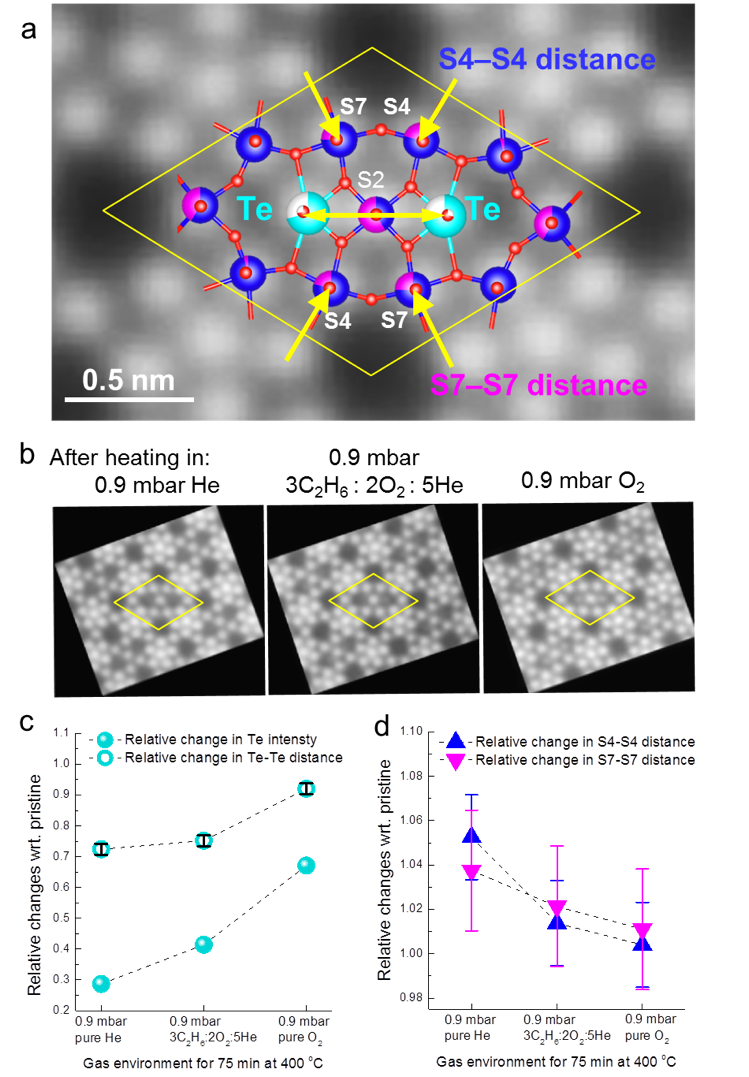 a
S4–S4 distance
S7 S4
S2
Te Te
S4 S7
S7–S7 distance
0.5 nm
b After heating in:
0.9 mbar He
0.9 mbar
3C₂H₆ : 2O₂ : 5He
0.9 mbar O₂
c
Relative changes wrt. pristine
1.1
1.0
0.9
0.8
0.7
0.6
0.5
0.4
0.3
0.2
Relative change in Te intensty
Relative change in Te-Te distance
0.9 mbar
pure He
0.9 mbar
3C₂H₆:2O₂:5He
0.9 mbar
pure O₂
Gas environment for 75 min at 400 °C
d
Relative changes wrt. pristine
1.10
1.08
1.06
1.04
1.02
1.00
0.98
Relative change in S4-S4 distance
Relative change in S7-S7 distance
0.9 mbar
pure He
0.9 mbar
3C₂H₆:2O₂:5He
0.9 mbar
pure O₂
Gas environment for 75 min at 400 °C